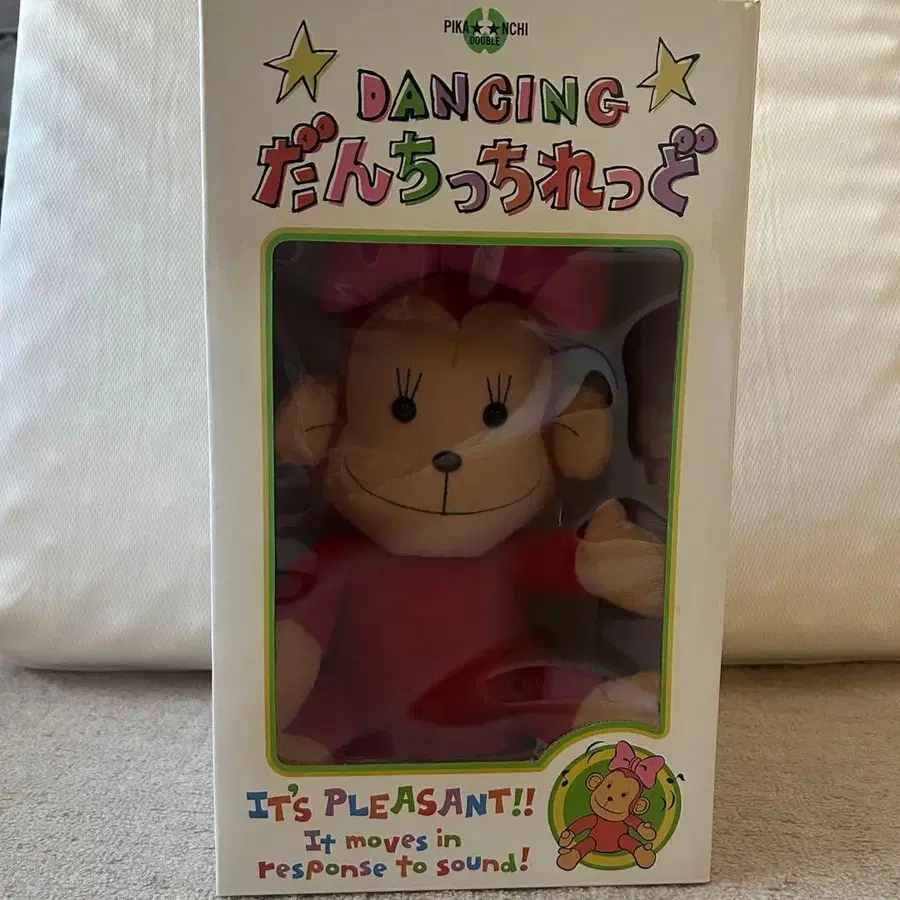 PIKA★★NCHI
DOUBLE
DANCING
だんちっちれっど
IT'S PLEASANT!!
It moves in
response to sound!